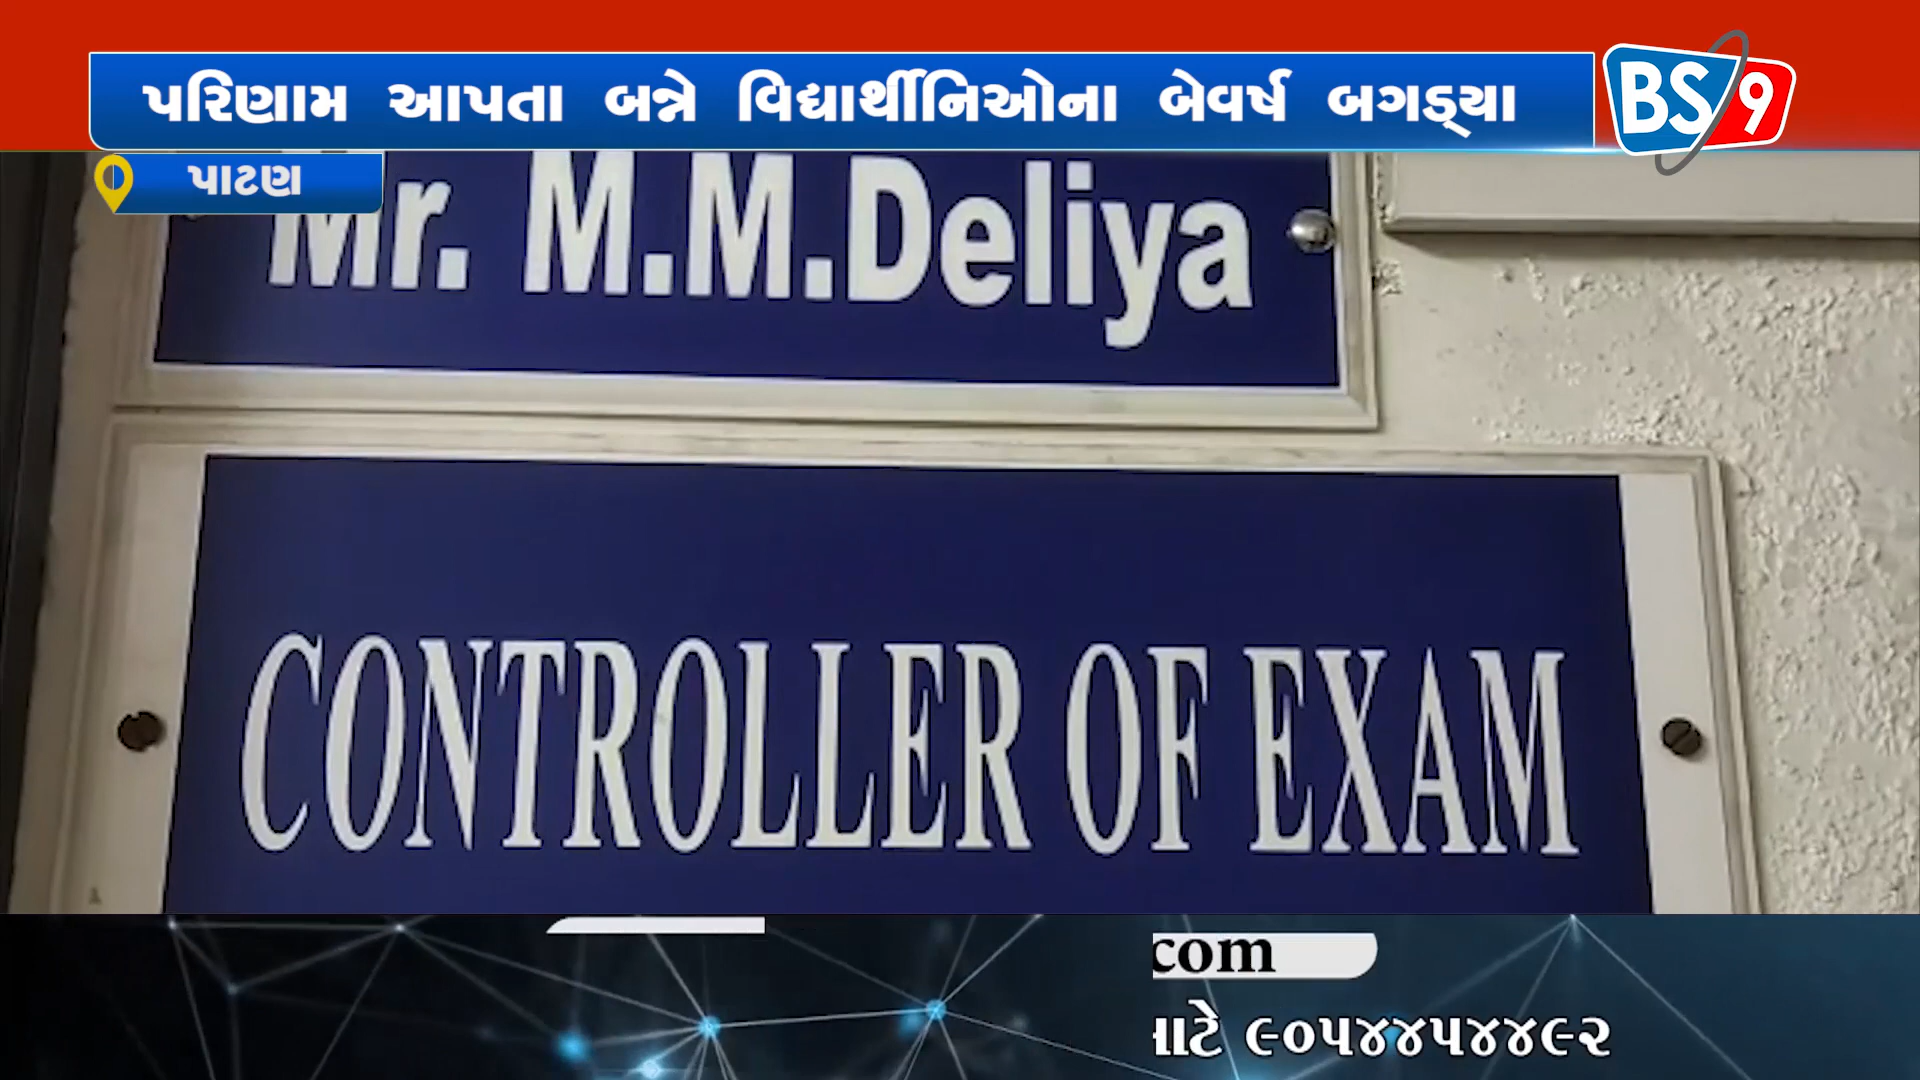 પરિણામ આપતા બન્ને વિદ્યાર્થીનિઓના બેવર્ષ બગડ્યા
BS9
પાટણ
Mr. M.M.Deliya
CONTROLLER OF EXAM
com
૯૦૫૪૪૫૪૪૯૨